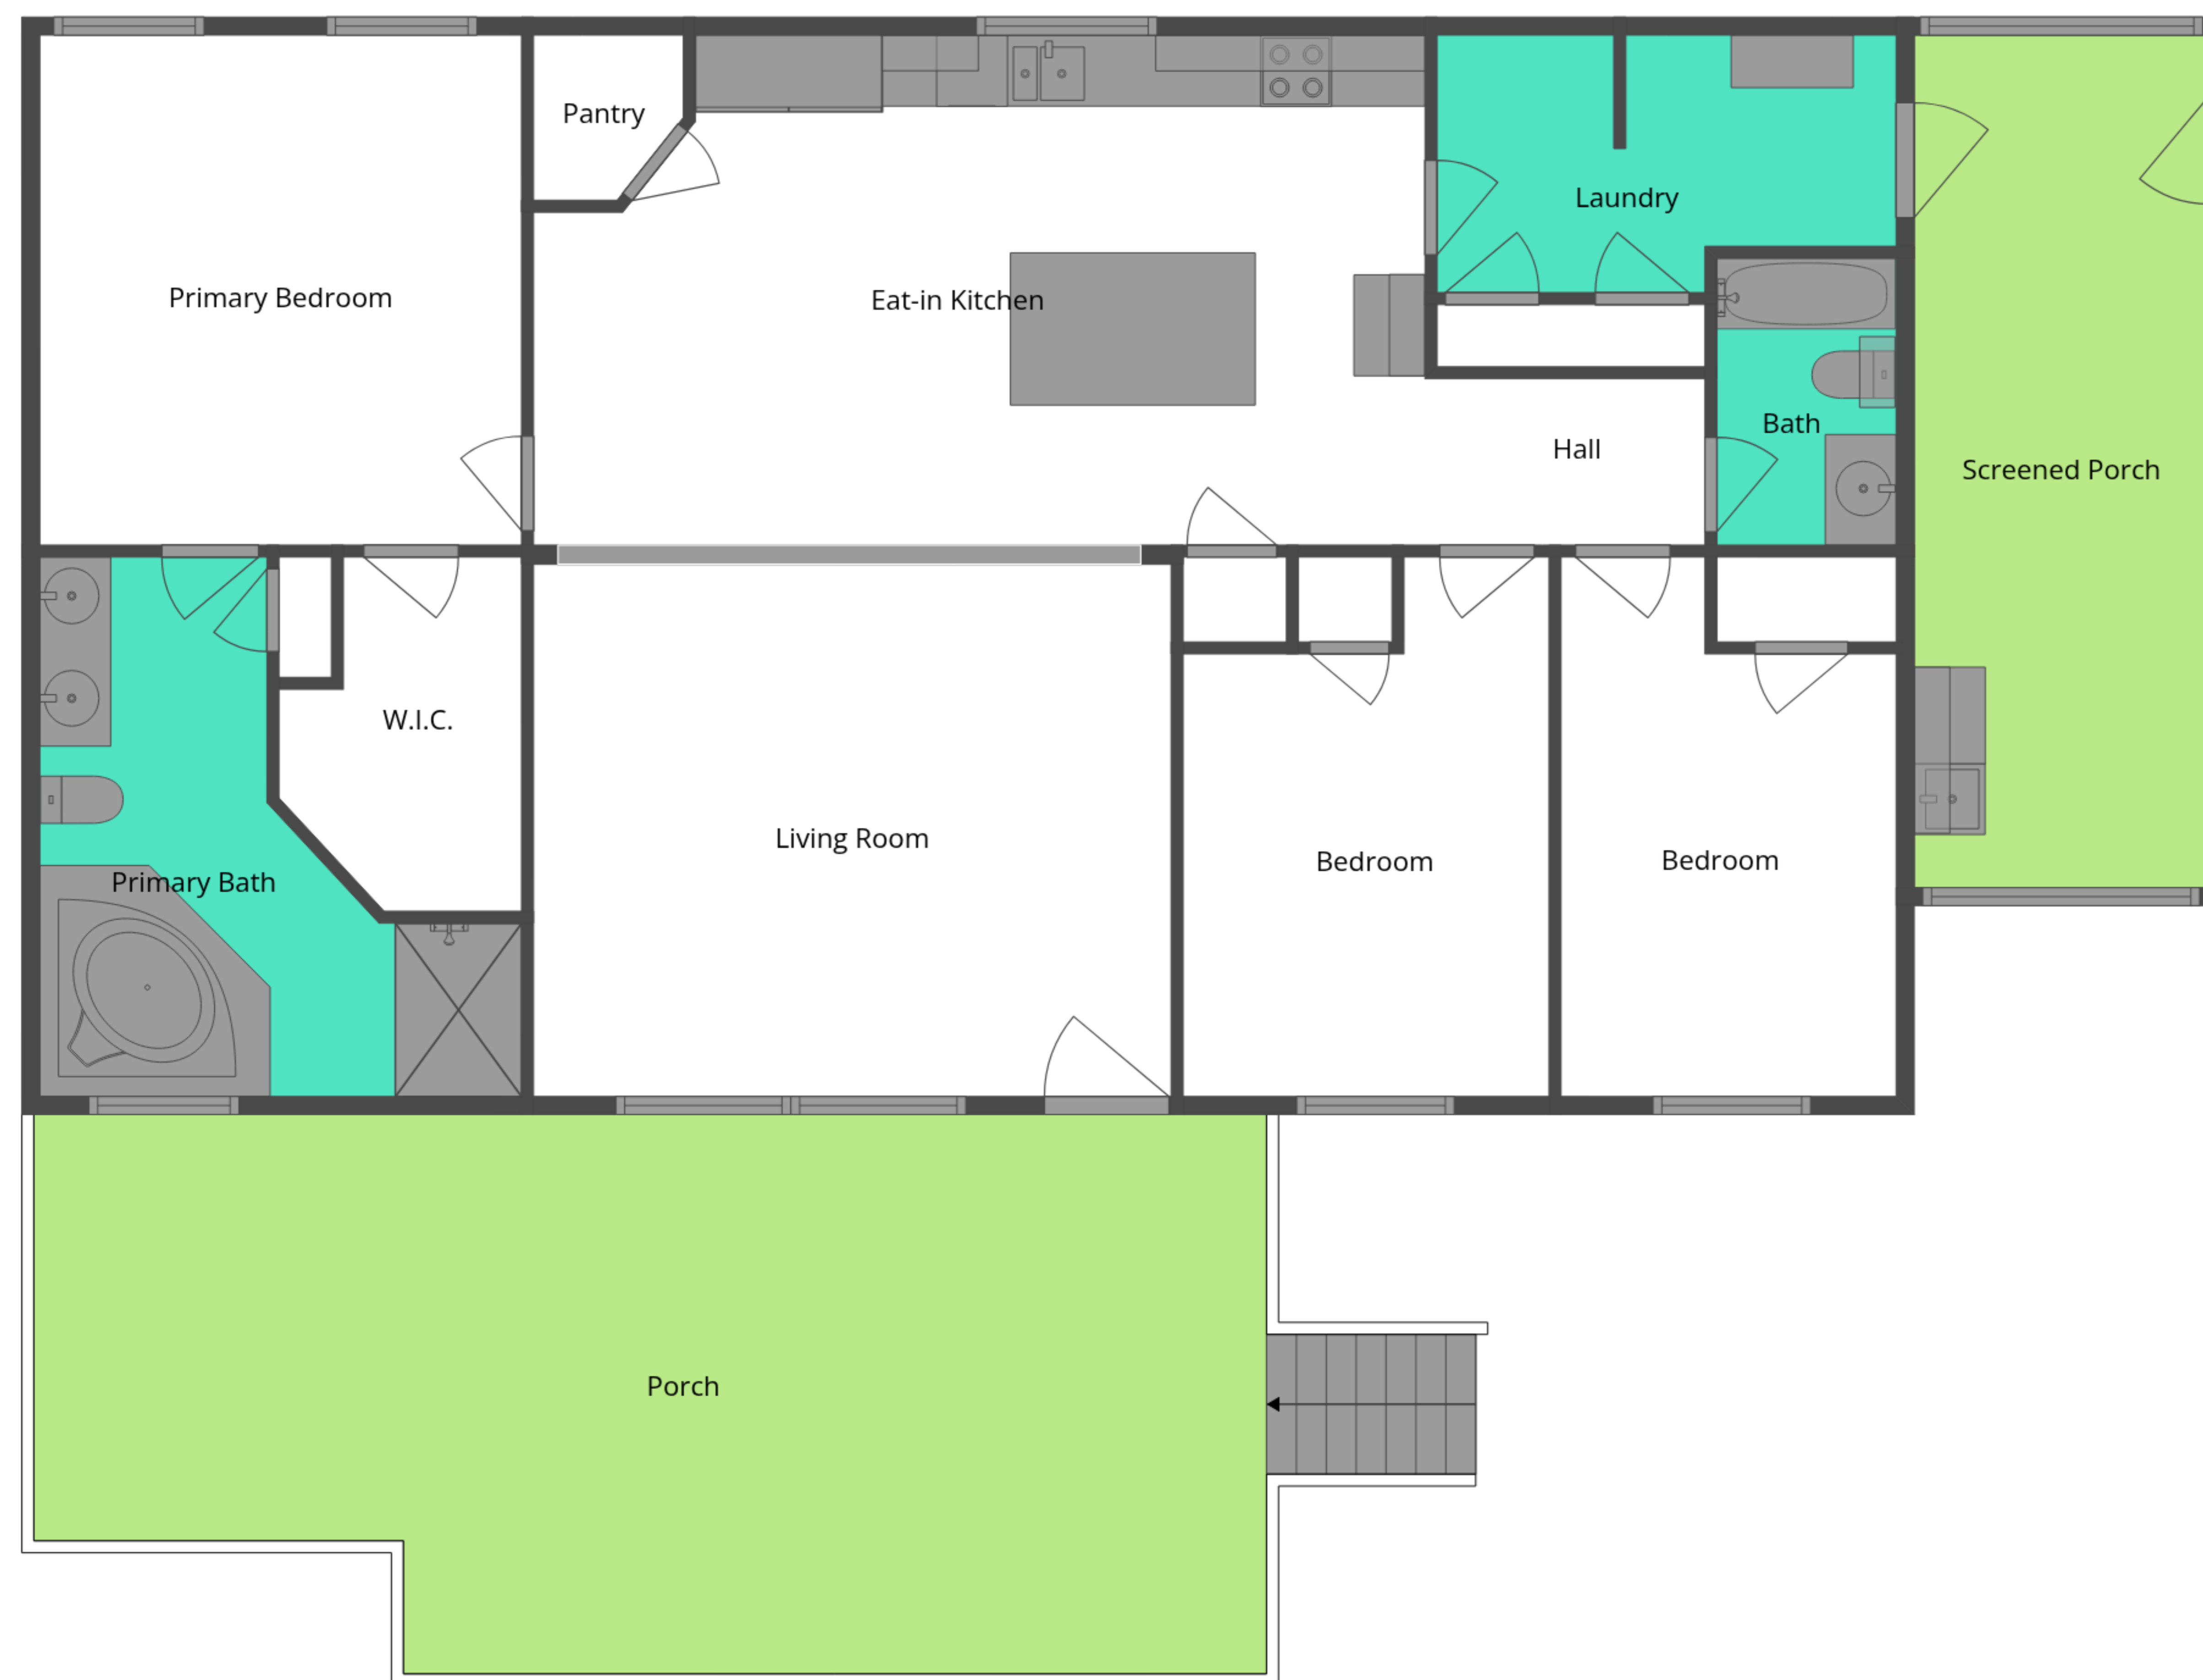 Pantry
Laundry
Primary Bedroom
Eat-in Kitchen
Bath
Hall
Screened Porch
W.I.C.
Living Room
Bedroom
Bedroom
Primary Bath
Porch